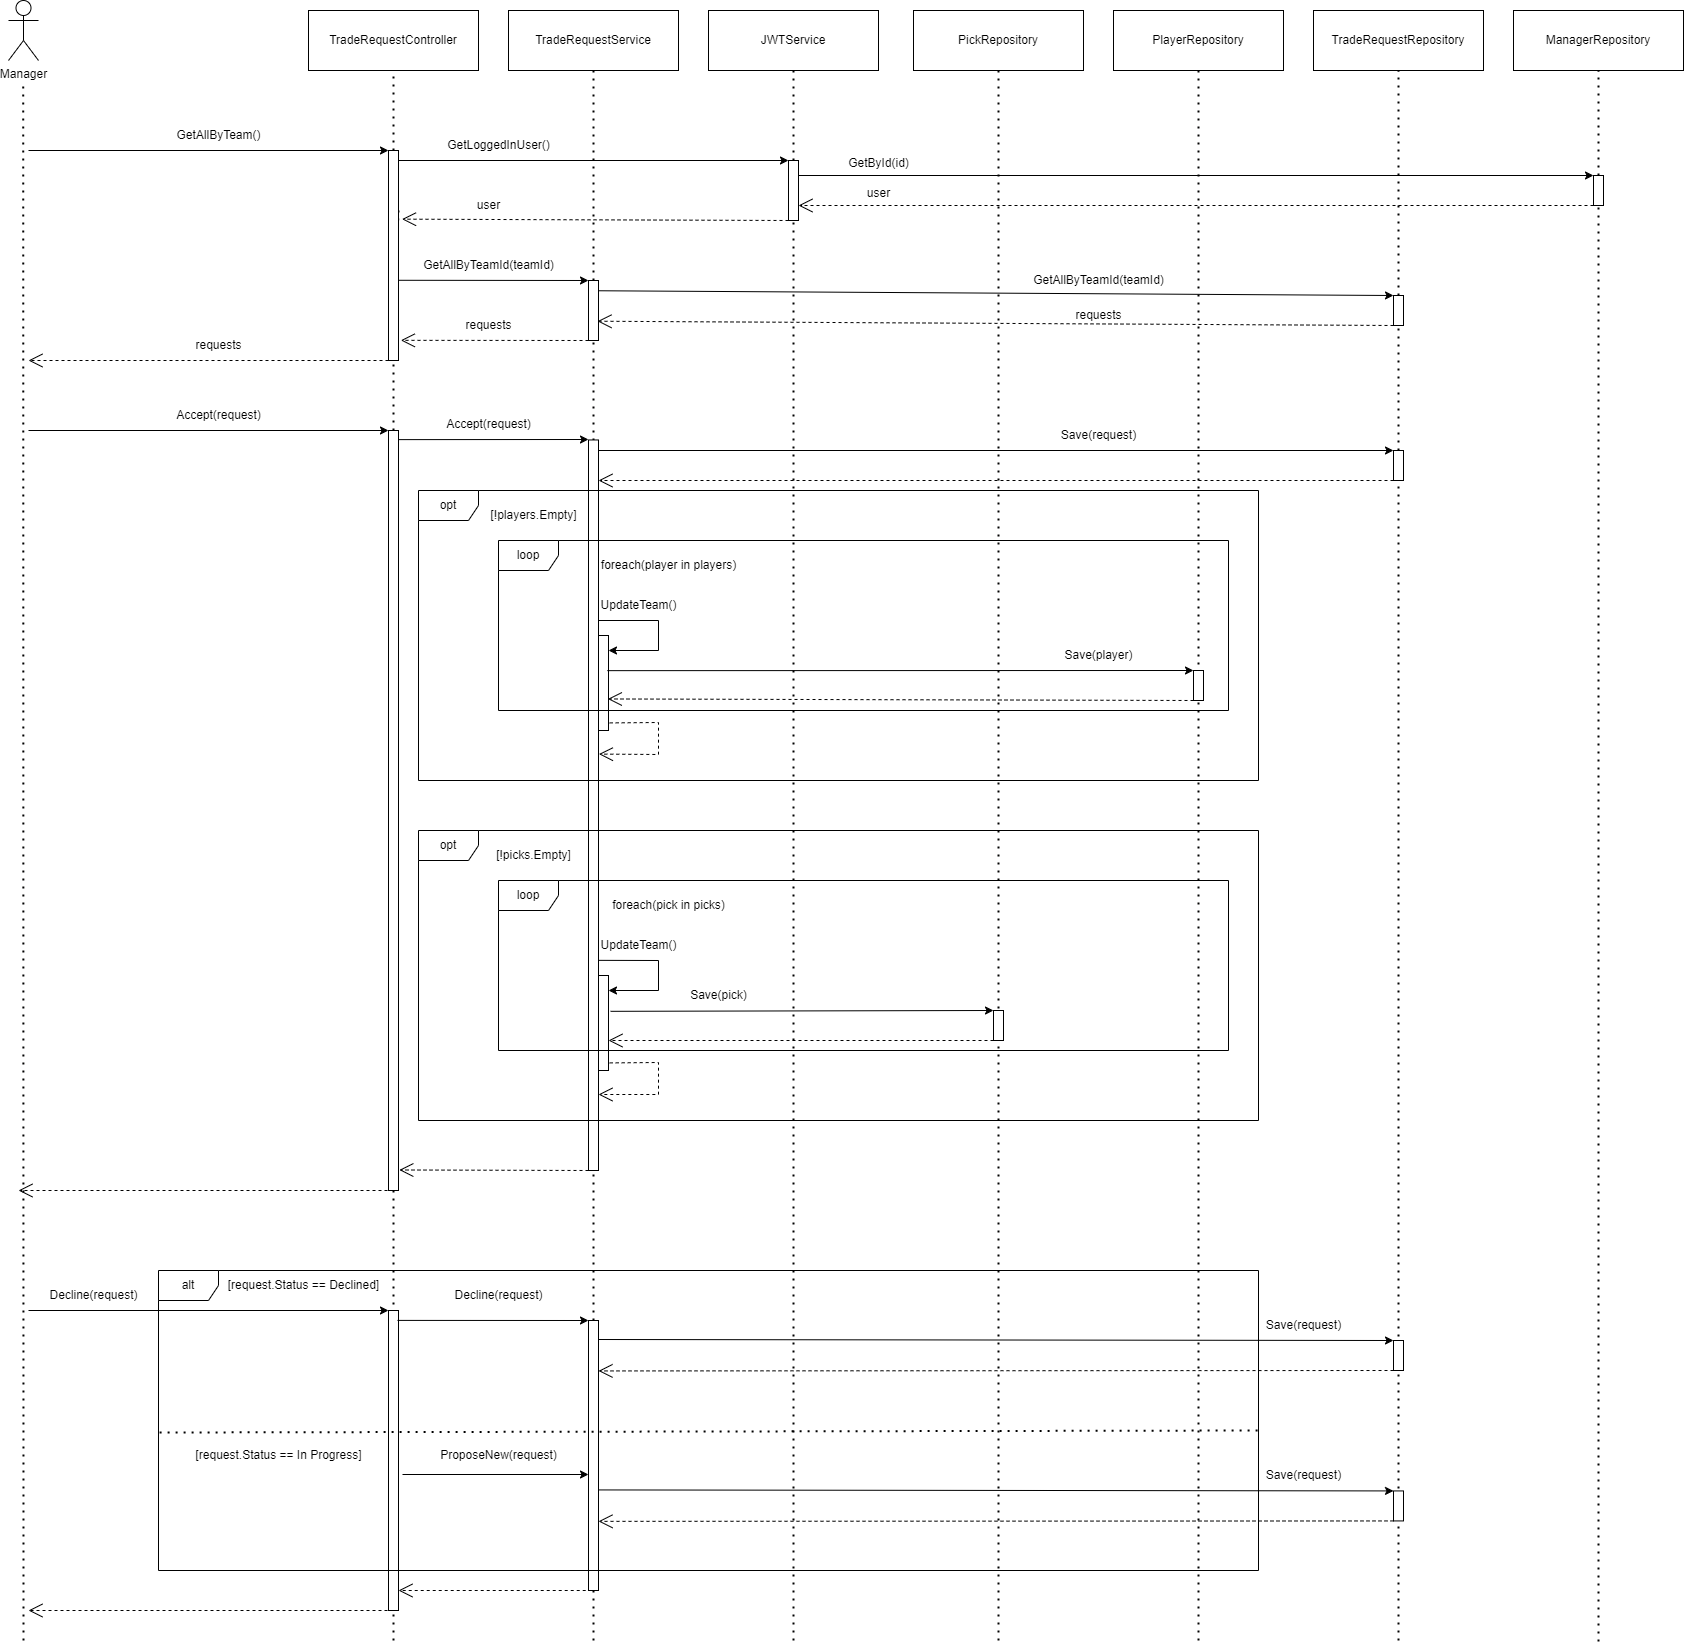 Manager
TradeRequestController
TradeRequestService
JWTService
PickRepository
PlayerRepository
TradeRequestRepository
ManagerRepository
GetAllByTeam()
GetLoggedInUser()
GetById(id)
user
user
GetAllByTeamId(teamId)
GetAllByTeamId(teamId)
requests
requests
requests
Accept(request)
Accept(request)
Save(request)
opt
[!players.Empty]
loop
foreach(player in players)
UpdateTeam()
Save(player)
opt
[!picks.Empty]
loop
foreach(pick in picks)
UpdateTeam()
Save(pick)
alt
[request.Status == Declined]
Decline(request)
Decline(request)
Save(request)
[request.Status == In Progress]
ProposeNew(request)
Save(request)